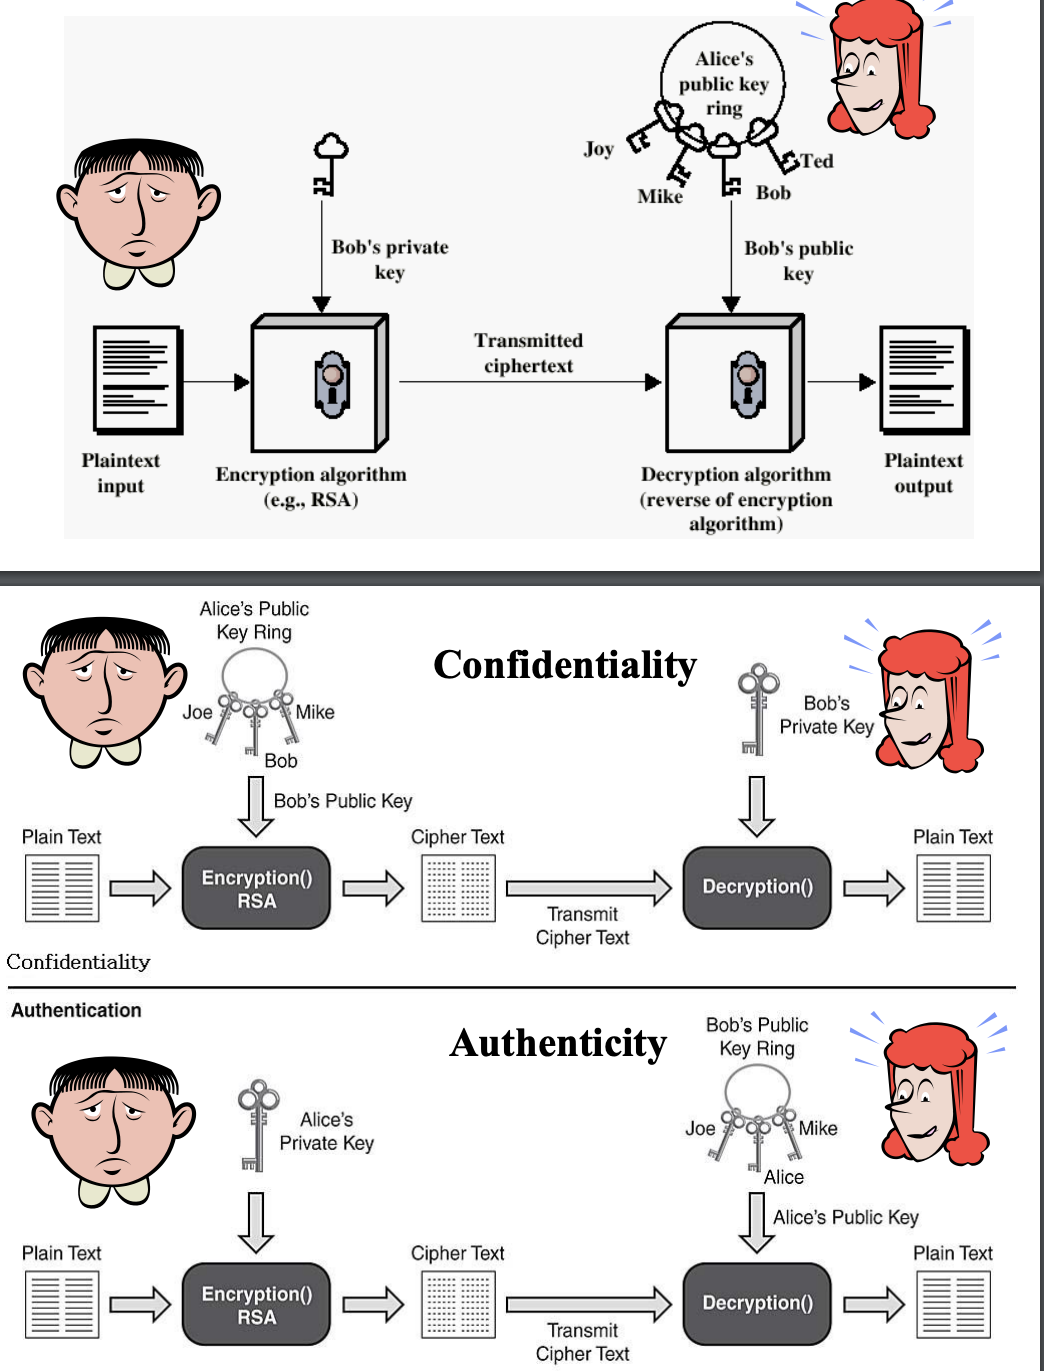 Alice's
public key
ring
Joy
Mike
Bob
Ted
Bob's private
key
Bob's public
key
Transmitted
ciphertext
Plaintext
input
Encryption algorithm
(e.g., RSA)
Decryption algorithm
(reverse of encryption
algorithm)
Plaintext
output
Alice's Public
Key Ring
Confidentiality
Joe
Mike
Bob
Bob's
Private Key
Bob's Public Key
Plain Text
Cipher Text
Plain Text
Encryption()
RSA
Decryption()
Transmit
Cipher Text
Confidentiality
Authentication
Authenticity
Bob's Public
Key Ring
Alice's
Private Key
Joe
Mike
Alice
Alice's Public Key
Plain Text
Cipher Text
Plain Text
Encryption()
RSA
Decryption()
Transmit
Cipher Text